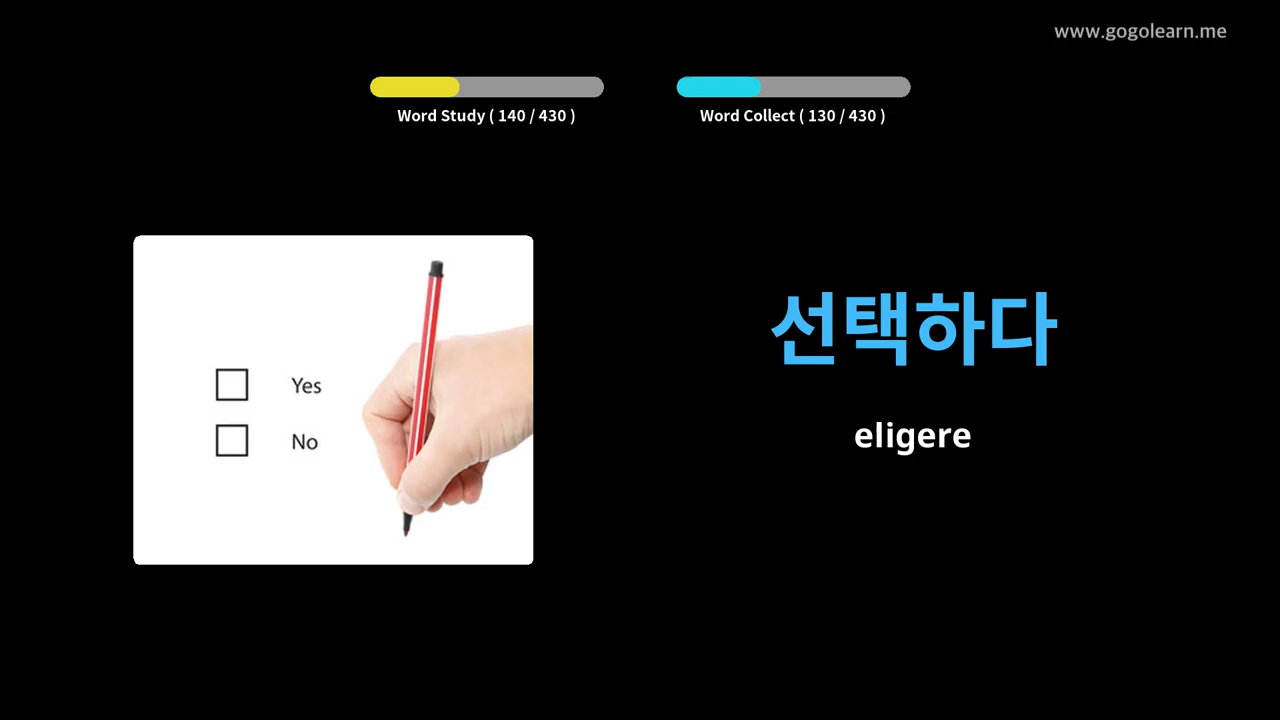 www.gogolearn.me
Word Study ( 140 / 430 )
Word Collect ( 130 / 430 )
Yes
No
선택하다
eligere